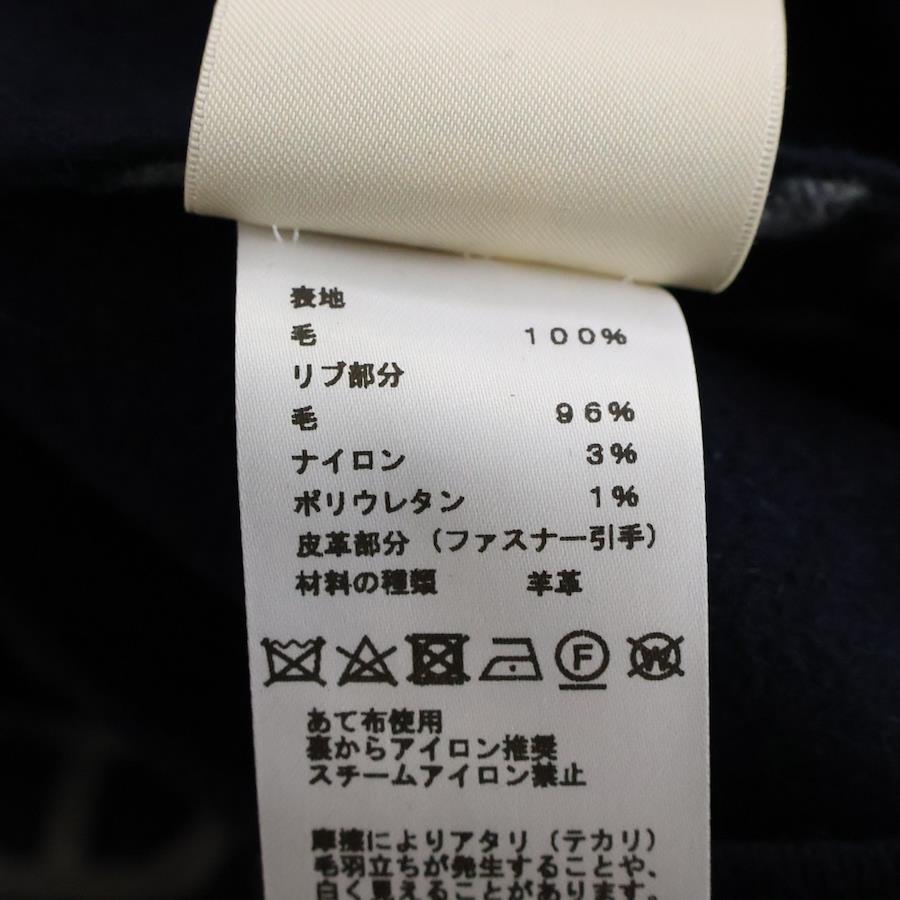 表地
毛 100%
リブ部分
毛 96%
ナイロン 3%
ポリウレタン 1%
皮革部分(ファスナー引手)
材料の種類 羊革
F W
あて布使用
裏からアイロン推奨
スチームアイロン禁止
摩擦によりアタリ(テカリ)
毛羽立ちが発生することや、
白く見えることがあります。